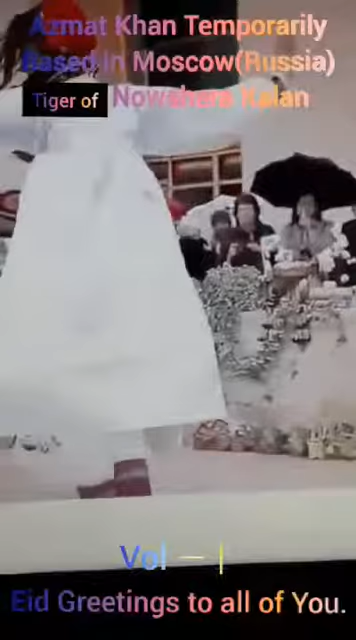 Azmat Khan Temporarily
Based in Moscow(Russia)
Tiger of Nowshera Kalan
Vol — I
Eid Greetings to all of You.